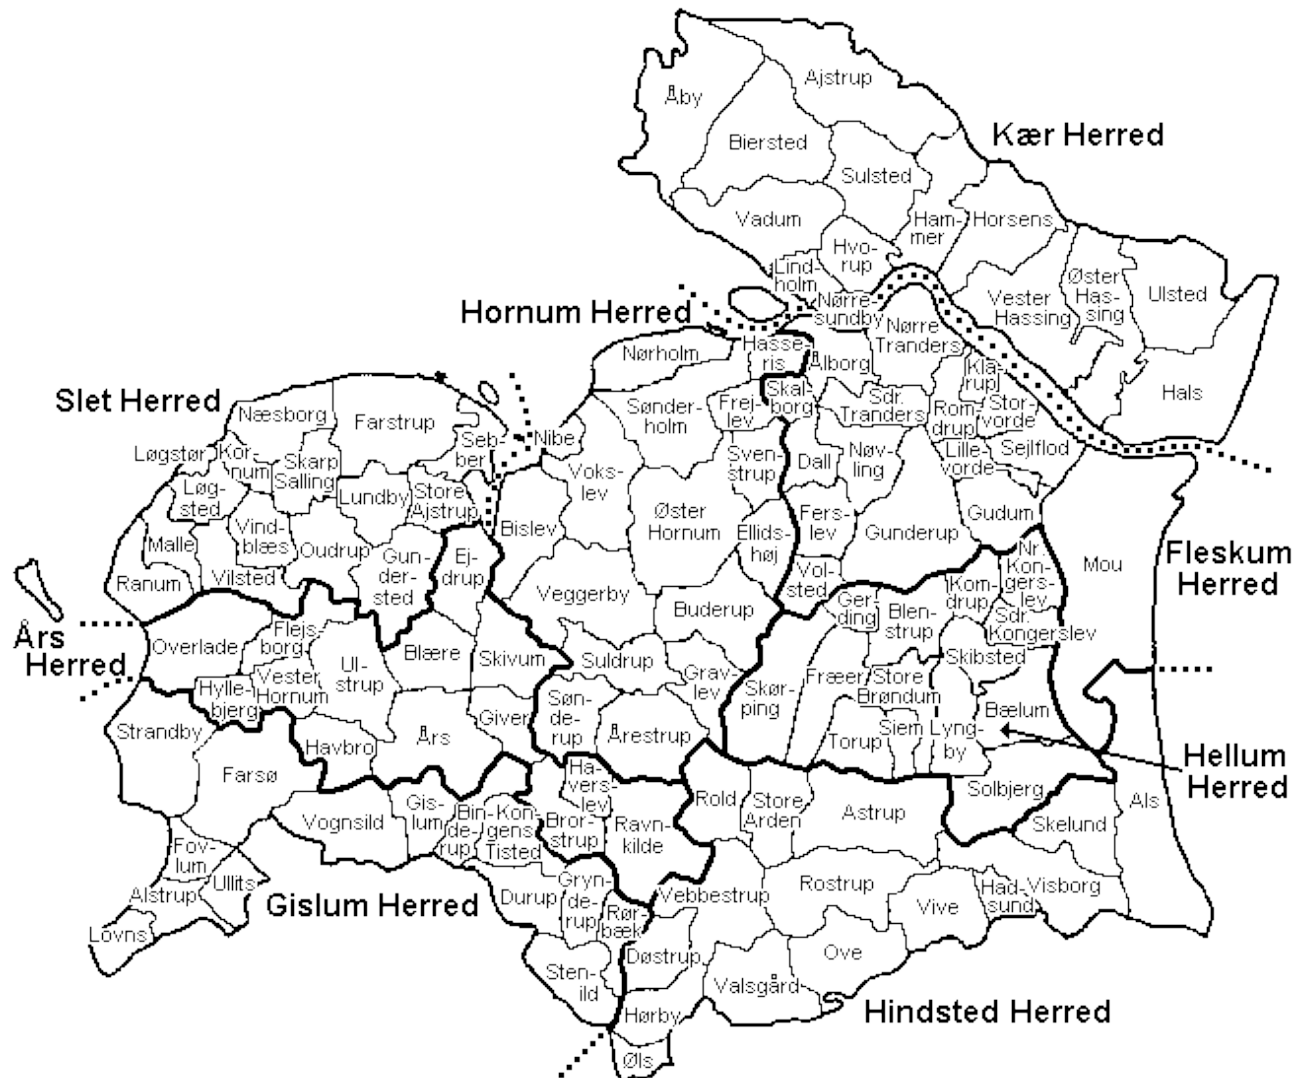 Ajstrup
Åby
Kær Herred
Biersted
Sulsted
Vadum
Ham-
mer
Horsens
Hvo-
rup
Lind-
holm
Øster
Has-
sing
Vester
Hassing
Ulsted
Hornum Herred
Nørre-
sundby
Nørre
Tranders
Hasse-
ris
Ålborg
Nørholm
Kla-
rup
Hals
Slet Herred
Næsborg
Farstrup
Sønder-
holm
Frej-
lev
Skal-
borg
Sdr.
Tranders
Rom-
drup
Stor-
vorde
Løgstør
Kor-
num
Skarp
Salling
Seb-
ber
Nibe
Voks-
lev
Sven-
strup
Dall
Nøv-
ling
Lille-
vorde
Sejlflod
Løg-
sted
Lundby
Store
Ajstrup
Bislev
Øster
Hornum
Ellids-
høj
Fers-
lev
Gunderup
Gudum
Malle
Vind-
blæs
Oudrup
Gun-
der-
sted
Ej-
drup
Ranum
Vilsted
Veggerby
Buderup
Vol-
sted
Ger-
ding
Blen-
strup
Kom-
drup
Nr.
Kon-
gers-
lev
Sdr.
Kongerslev
Mou
Fleskum
Herred
Års
Herred
Overlade
Flejs-
borg
Ul-
strup
Blære
Skivum
Suldrup
Grav-
lev
Skør-
ping
Fræer
Store
Brøndum
Skibsted
Hylle-
bjerg
Vester
Hornum
Strandby
Havbro
Års
Giver
Søn-
de-
rup
Årestrup
Torup
Siem
Lyng-
by
Bælum
Hellum
Herred
Farsø
Solbjerg
Als
Vognsild
Gis-
lum
Bin-
de-
rup
Kon-
gens
Tisted
Ha-
vers-
lev
Bror-
strup
Ravn-
kilde
Rold
Store
Arden
Astrup
Skelund
Fov-
lum
Ullits
Alstrup
Gislum Herred
Durup
Gryn-
de-
rup
Rør-
bæk
Vebbestrup
Rostrup
Vive
Had-
sund
Visborg
Lovns
Sten-
ild
Døstrup
Valsgård
Ove
Hørby
Hindsted Herred
Øls